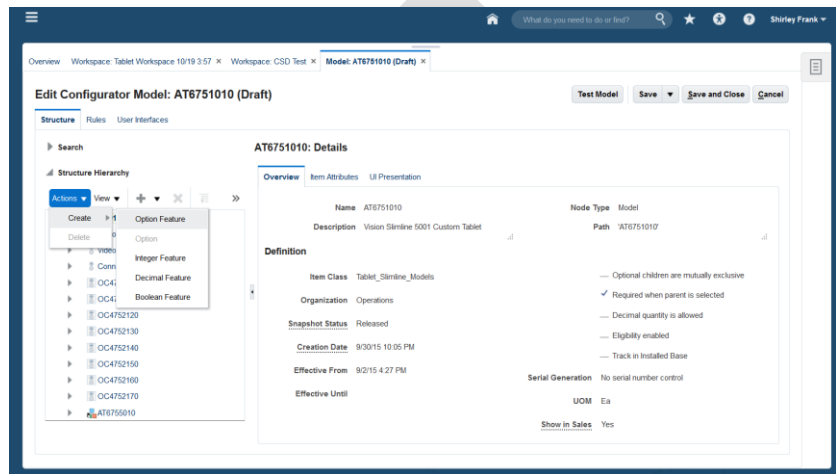 What do you need to do or find?
Shirley Frank
Overview Workspace: Tablet Workspace 10/19 3:57 × Workspace: CSD Test × Model: AT6751010 (Draft) ×
Edit Configurator Model: AT6751010 (Draft)
Test Model Save Save and Close Cancel
Structure Rules User Interfaces
Search
AT6751010: Details
Structure Hierarchy
Overview Item Attributes UI Presentation
Actions View
Create
Delete
Option Feature
Option
Integer Feature
Decimal Feature
Boolean Feature
Video
Conn
OC47
OC47
OC4752120
OC4752130
OC4752140
OC4752150
OC4752160
OC4752170
AT6755010
Name AT6751010
Node Type Model
Description Vision Slimline 5001 Custom Tablet
Path 'AT6751010'
Definition
Item Class Tablet_Slimline_Models
Organization Operations
Snapshot Status Released
Creation Date 9/30/15 10:05 PM
Effective From 9/2/15 4:27 PM
Effective Until
Optional children are mutually exclusive
Required when parent is selected
Decimal quantity is allowed
Eligibility enabled
Track in Installed Base
Serial Generation No serial number control
UOM Ea
Show in Sales Yes